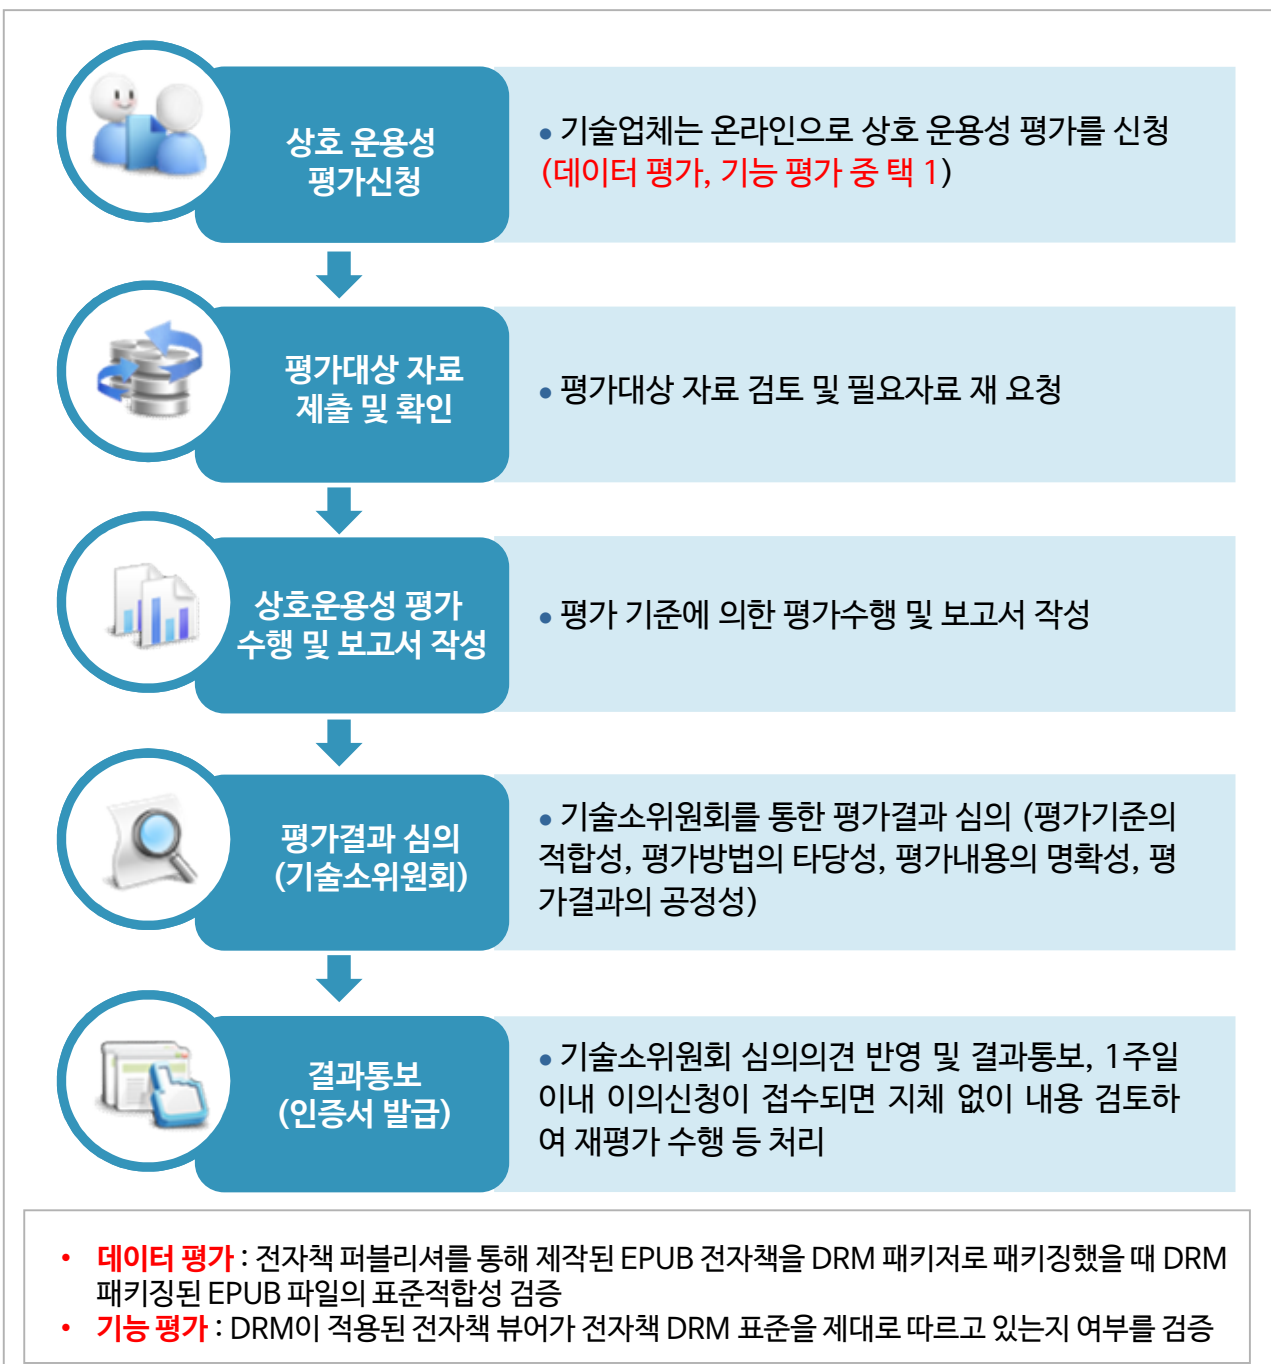 상호 운용성
평가신청
• 기술업체는 온라인으로 상호 운용성 평가를 신청
(데이터 평가, 기능 평가 중 택 1)
평가대상 자료
제출 및 확인
• 평가대상 자료 검토 및 필요자료 재 요청
상호운용성 평가
수행 및 보고서 작성
• 평가 기준에 의한 평가수행 및 보고서 작성
평가결과 심의
(기술소위원회)
• 기술소위원회를 통한 평가결과 심의 (평가기준의
적합성, 평가방법의 타당성, 평가내용의 명확성, 평
가결과의 공정성)
결과통보
(인증서 발급)
• 기술소위원회 심의의견 반영 및 결과통보, 1주일
이내 이의신청이 접수되면 지체 없이 내용 검토하
여 재평가 수행 등 처리
• 데이터 평가 : 전자책 퍼블리셔를 통해 제작된 EPUB 전자책을 DRM 패키저로 패키징했을 때 DRM
패키징된 EPUB 파일의 표준적합성 검증
• 기능 평가 : DRM이 적용된 전자책 뷰어가 전자책 DRM 표준을 제대로 따르고 있는지 여부를 검증